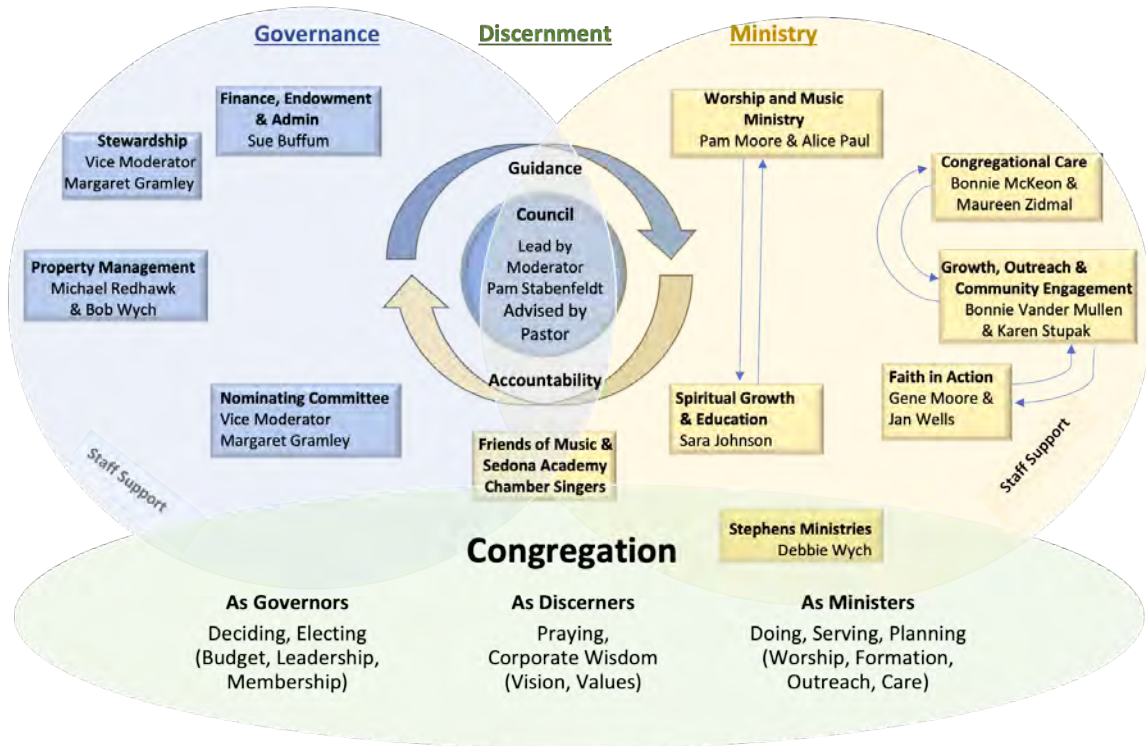 Governance
Discernment
Ministry
Finance, Endowment
& Admin
Sue Buffum
Stewardship
Vice Moderator
Margaret Gramley
Property Management
Michael Redhawk
& Bob Wych
Nominating Committee
Vice Moderator
Margaret Gramley
Staff Support
Guidance
Council
Lead by
Moderator
Pam Stabenfeldt
Advised by
Pastor
Accountability
Friends of Music &
Sedona Academy
Chamber Singers
Worship and Music
Ministry
Pam Moore & Alice Paul
Congregational Care
Bonnie McKeon &
Maureen Zidmal
Growth, Outreach &
Community Engagement
Bonnie Vander Mullen
& Karen Stupak
Faith in Action
Gene Moore &
Jan Wells
Spiritual Growth
& Education
Sara Johnson
Staff Support
Stephens Ministries
Debbie Wych
Congregation
As Governors
Deciding, Electing
(Budget, Leadership,
Membership)
As Discerners
Praying,
Corporate Wisdom
(Vision, Values)
As Ministers
Doing, Serving, Planning
(Worship, Formation,
Outreach, Care)